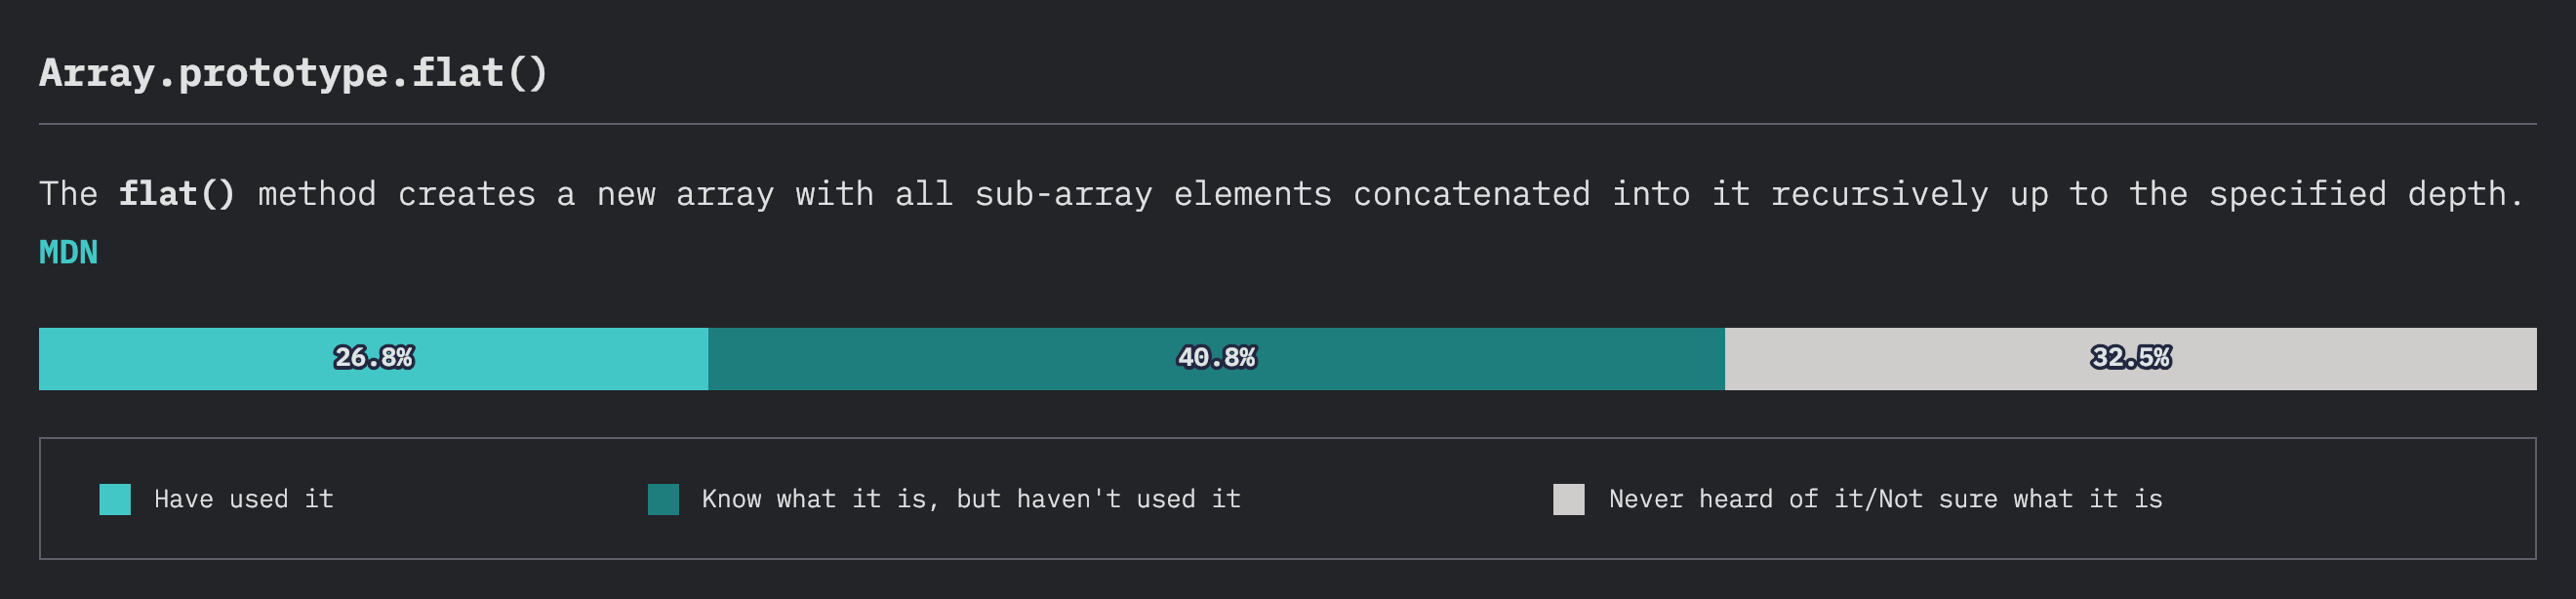 Array.prototype.flat()
The flat() method creates a new array with all sub-array elements concatenated into it recursively up to the specified depth.
MDN
26.8% 40.8% 32.5%
Have used it Know what it is, but haven't used it Never heard of it/Not sure what it is